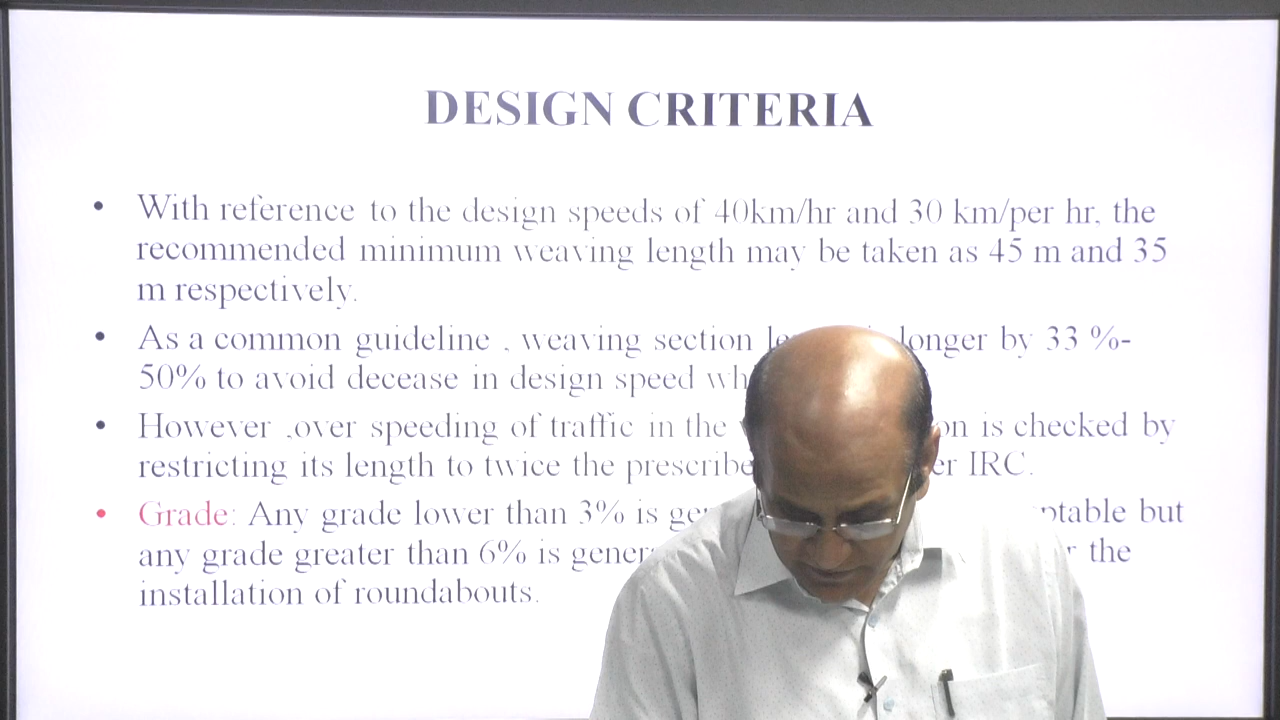 DESIGN CRITERIA
• With reference to the design speeds of 40km/hr and 30 km/per hr, the
recommended minimum weaving length may be taken as 45 m and 35
m respectively.
• As a common guideline , weaving section longer by 33 %-
50% to avoid decease in design speed
• However ,over speeding of traffic in the is checked by
restricting its length to twice the IRC.
• Grade: Any grade lower than 3% is but
any grade greater than 6% is the
installation of roundabouts.